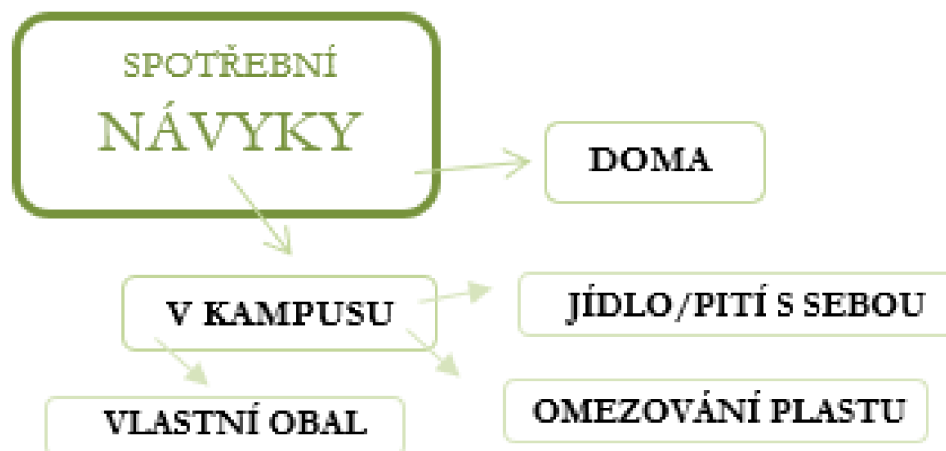 SPOTŘEBNÍ
NÁVYKY
DOMA
V KAMPUSU
JÍDLO/PITÍ S SEBOU
VLASTNÍ OBAL
OMEZOVÁNÍ PLASTU